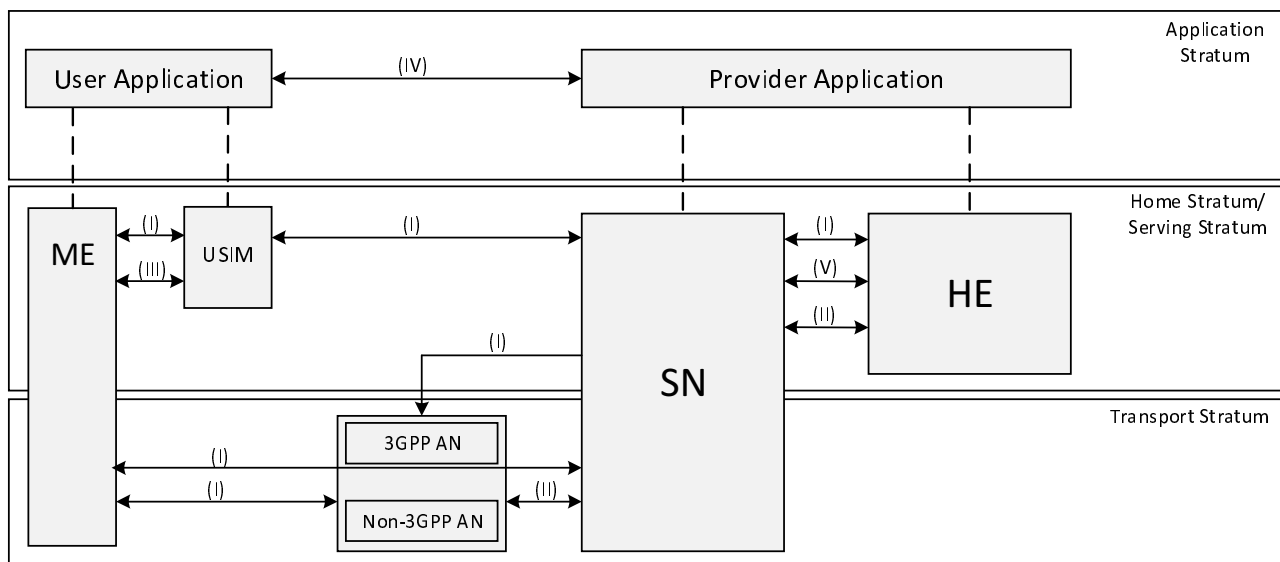 Application
Stratum
User Application
(IV)
Provider Application
Home Stratum/
Serving Stratum
ME
(I)
(III)
USIM
(I)
SN
(I)
(V)
(II)
HE
(I)
Transport Stratum
3GPP AN
(I)
(I)
(II)
Non-3GPP AN